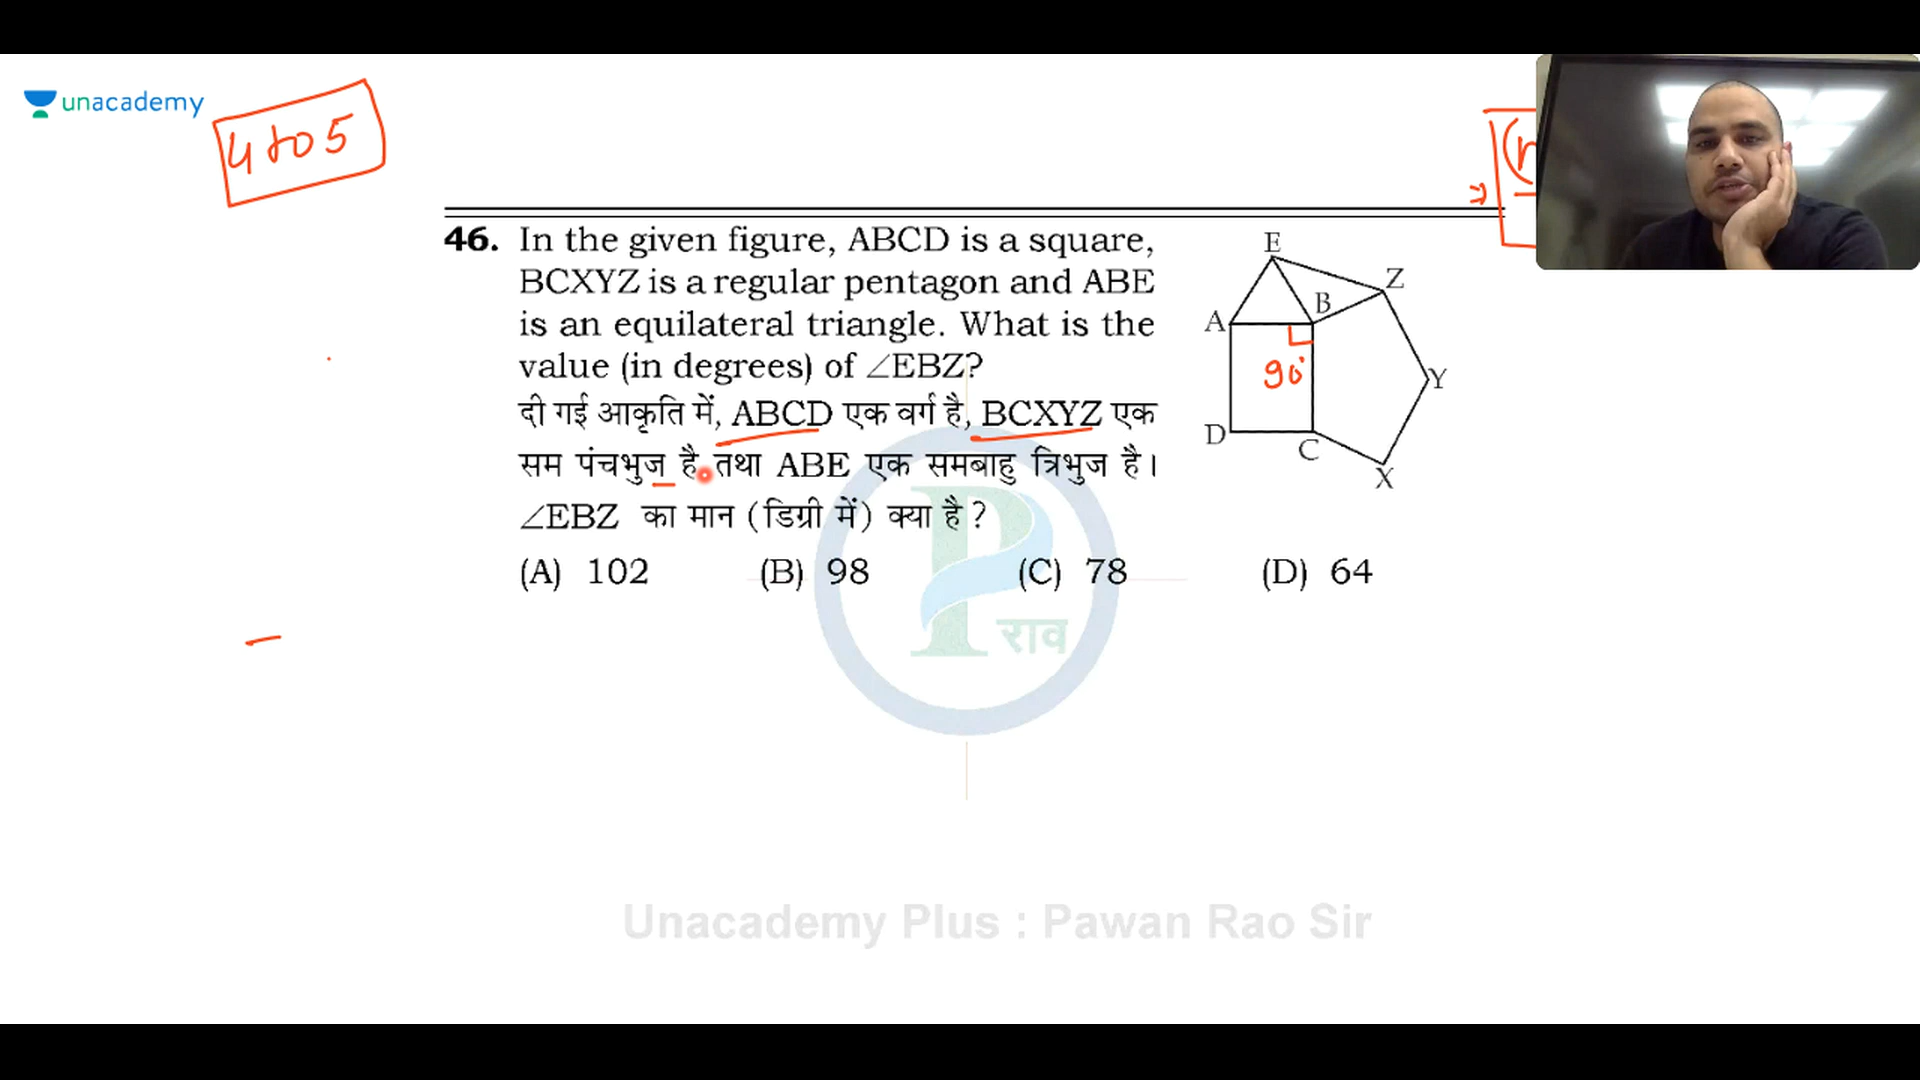 unacademy
4 to 5
46. In the given figure, ABCD is a square,
BCXYZ is a regular pentagon and ABE
is an equilateral triangle. What is the
value (in degrees) of ∠EBZ?
दी गई आकृति में, ABCD एक वर्ग है, BCXYZ एक
सम पंचभुज है तथा ABE एक समबाहु त्रिभुज है।
∠EBZ का मान (डिग्री में) क्या है?
(A) 102 (B) 98 (C) 78 (D) 64
E
Z
B
A
90°
Y
D
C
X
P
राव
Unacademy Plus : Pawan Rao Sir